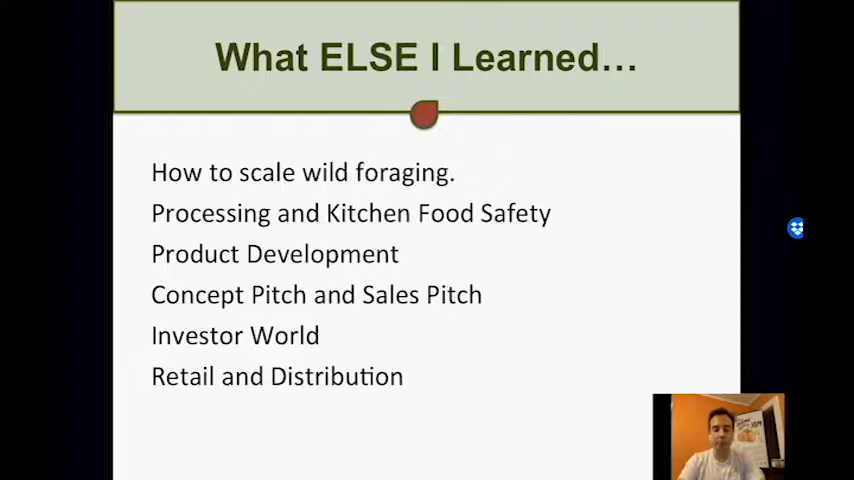 What ELSE I Learned…
How to scale wild foraging.
Processing and Kitchen Food Safety
Product Development
Concept Pitch and Sales Pitch
Investor World
Retail and Distribution